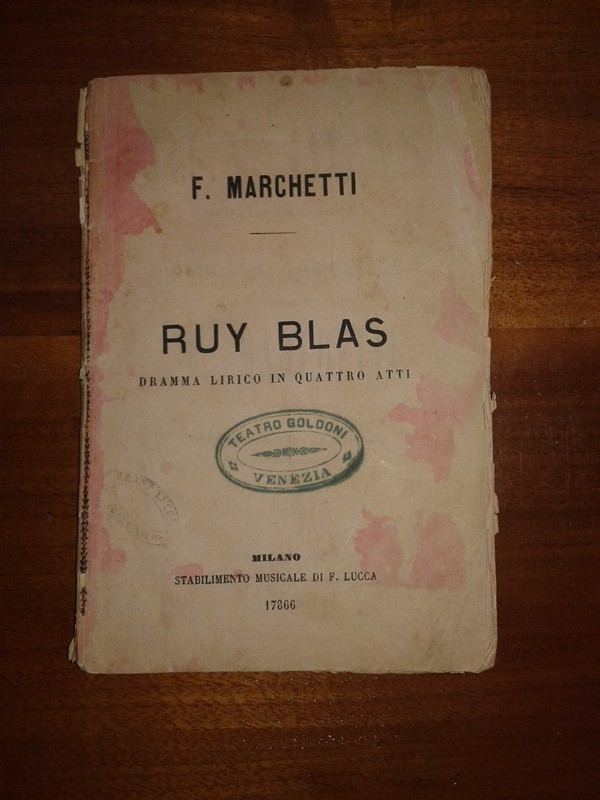 F. MARCHETTI
RUY BLAS
DRAMMA LIRICO IN QUATTRO ATTI
TEATRO GOLDONI
VENEZIA
MILANO
STABILIMENTO MUSICALE DI F. LUCCA
17866